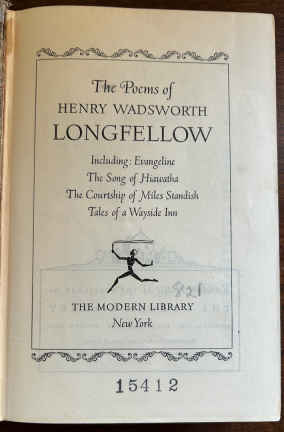 The Poems of
HENRY WADSWORTH
LONGFELLOW
Including: Evangeline
The Song of Hiawatha
The Courtship of Miles Standish
Tales of a Wayside Inn
821
THE MODERN LIBRARY
New York
15412